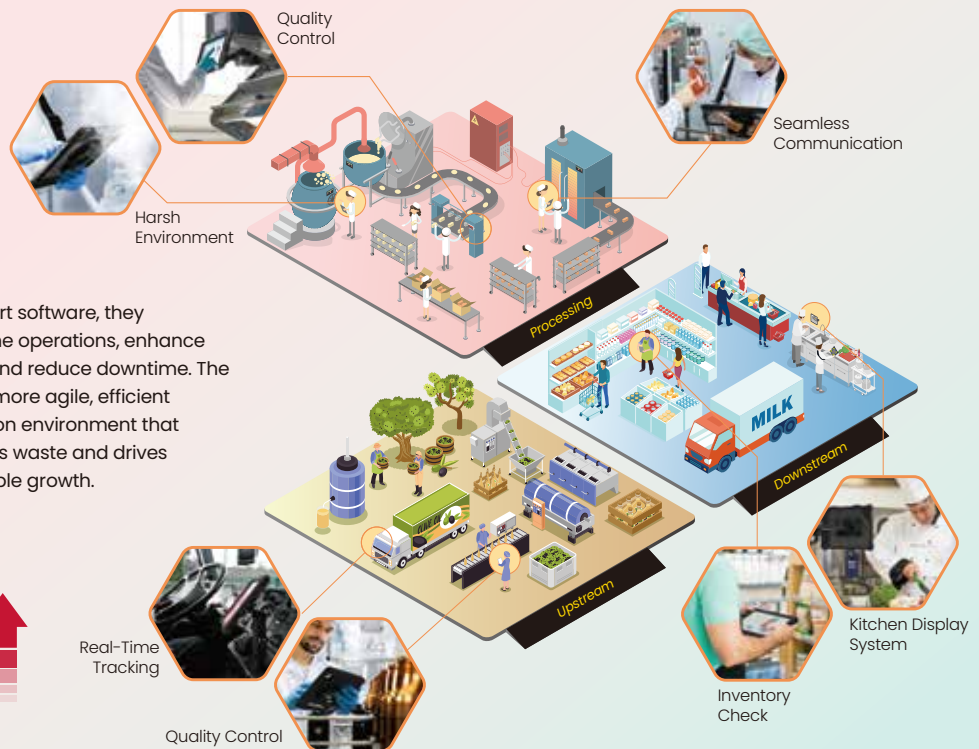 Quality
Control
Seamless
Communication
Harsh
Environment
Processing
rt software, they
ne operations, enhance
nd reduce downtime. The
more agile, efficient
on environment that
s waste and drives
ble growth.
MILK
Downstream
Upstream
Real-Time
Tracking
Quality Control
Kitchen Display
System
Inventory
Check